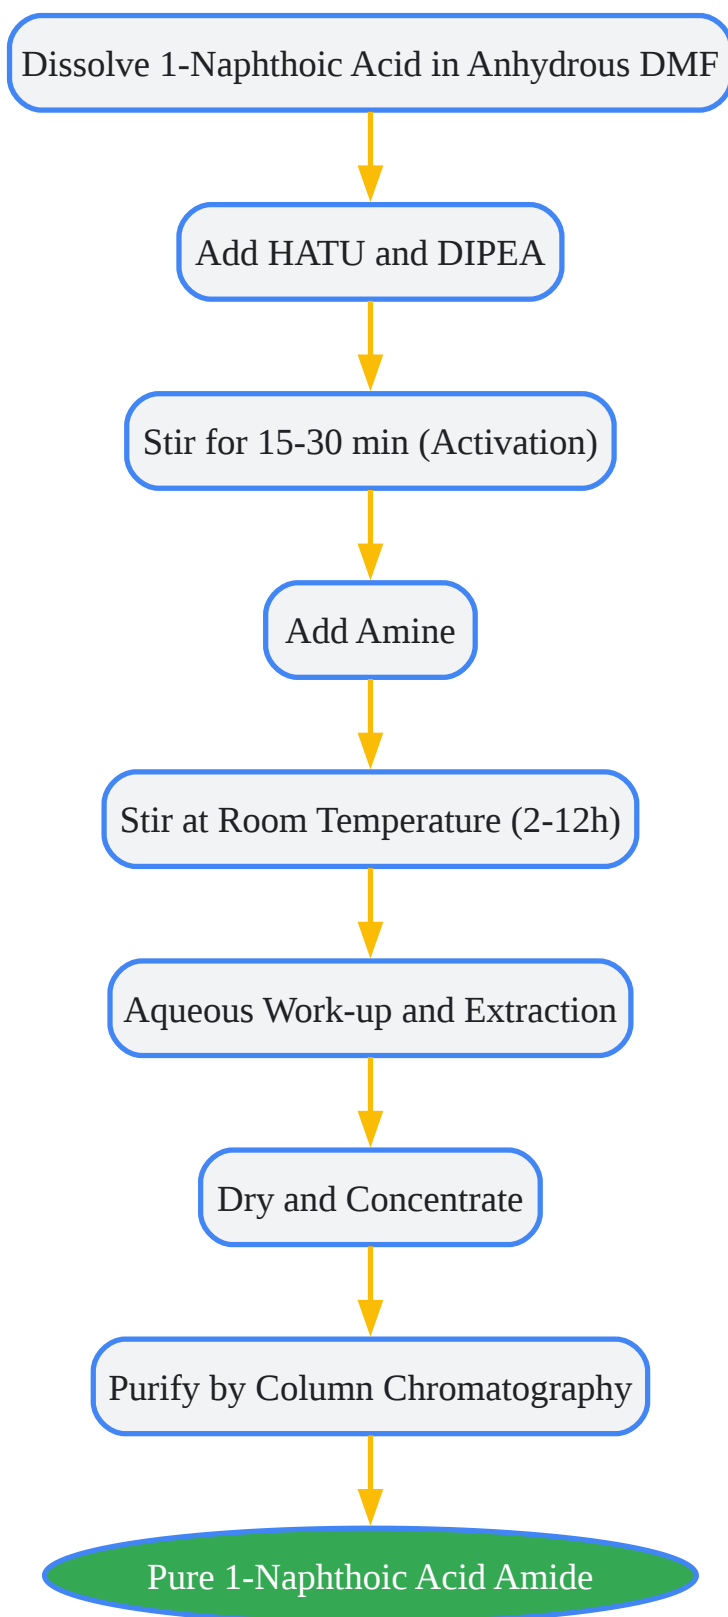 Dissolve 1-Naphthoic Acid in Anhydrous DMF
Add HATU and DIPEA
Stir for 15-30 min (Activation)
Add Amine
Stir at Room Temperature (2-12h)
Aqueous Work-up and Extraction
Dry and Concentrate
Purify by Column Chromatography
Pure 1-Naphthoic Acid Amide